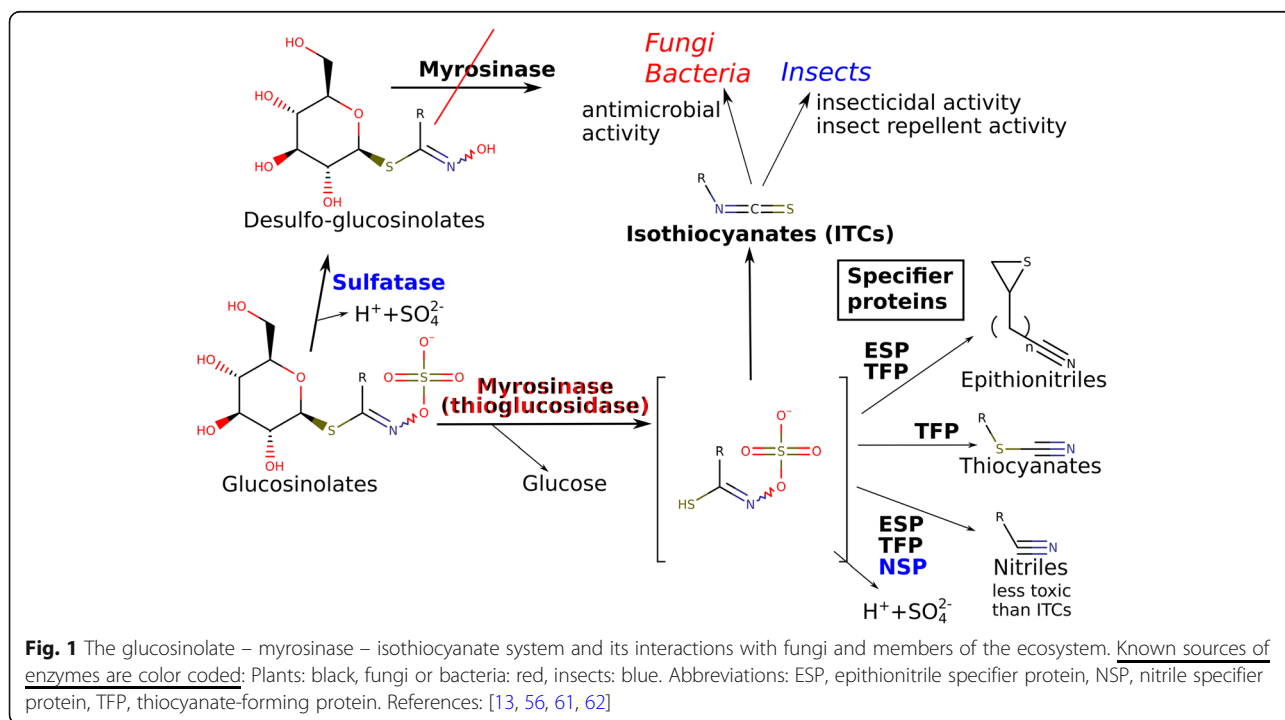 HO
HO
HO
HO
OH
O
S
R
N
OH
Desulfo-glucosinolates
Myrosinase
Fungi
Bacteria
Insects
antimicrobial
activity
insecticidal activity
insect repellent activity
R
N
C
S
Isothiocyanates (ITCs)
Sulfatase
H⁺+SO₄²⁻
HO
HO
HO
OH
O
S
R
N
O
O⁻
O
S
O
Glucosinolates
Myrosinase
(thioglucosidase)
Glucose
O⁻
O
S
O
R
O
HS
N
Specifier
proteins
S
n
N
ESP
TFP
Epithionitriles
TFP
R
S
N
Thiocyanates
ESP
TFP
NSP
R
N
Nitriles
less toxic
than ITCs
H⁺+SO₄²⁻
Fig. 1 The glucosinolate – myrosinase – isothiocyanate system and its interactions with fungi and members of the ecosystem. Known sources of
enzymes are color coded: Plants: black, fungi or bacteria: red, insects: blue. Abbreviations: ESP, epithionitrile specifier protein, NSP, nitrile specifier
protein, TFP, thiocyanate-forming protein. References: [13, 56, 61, 62]